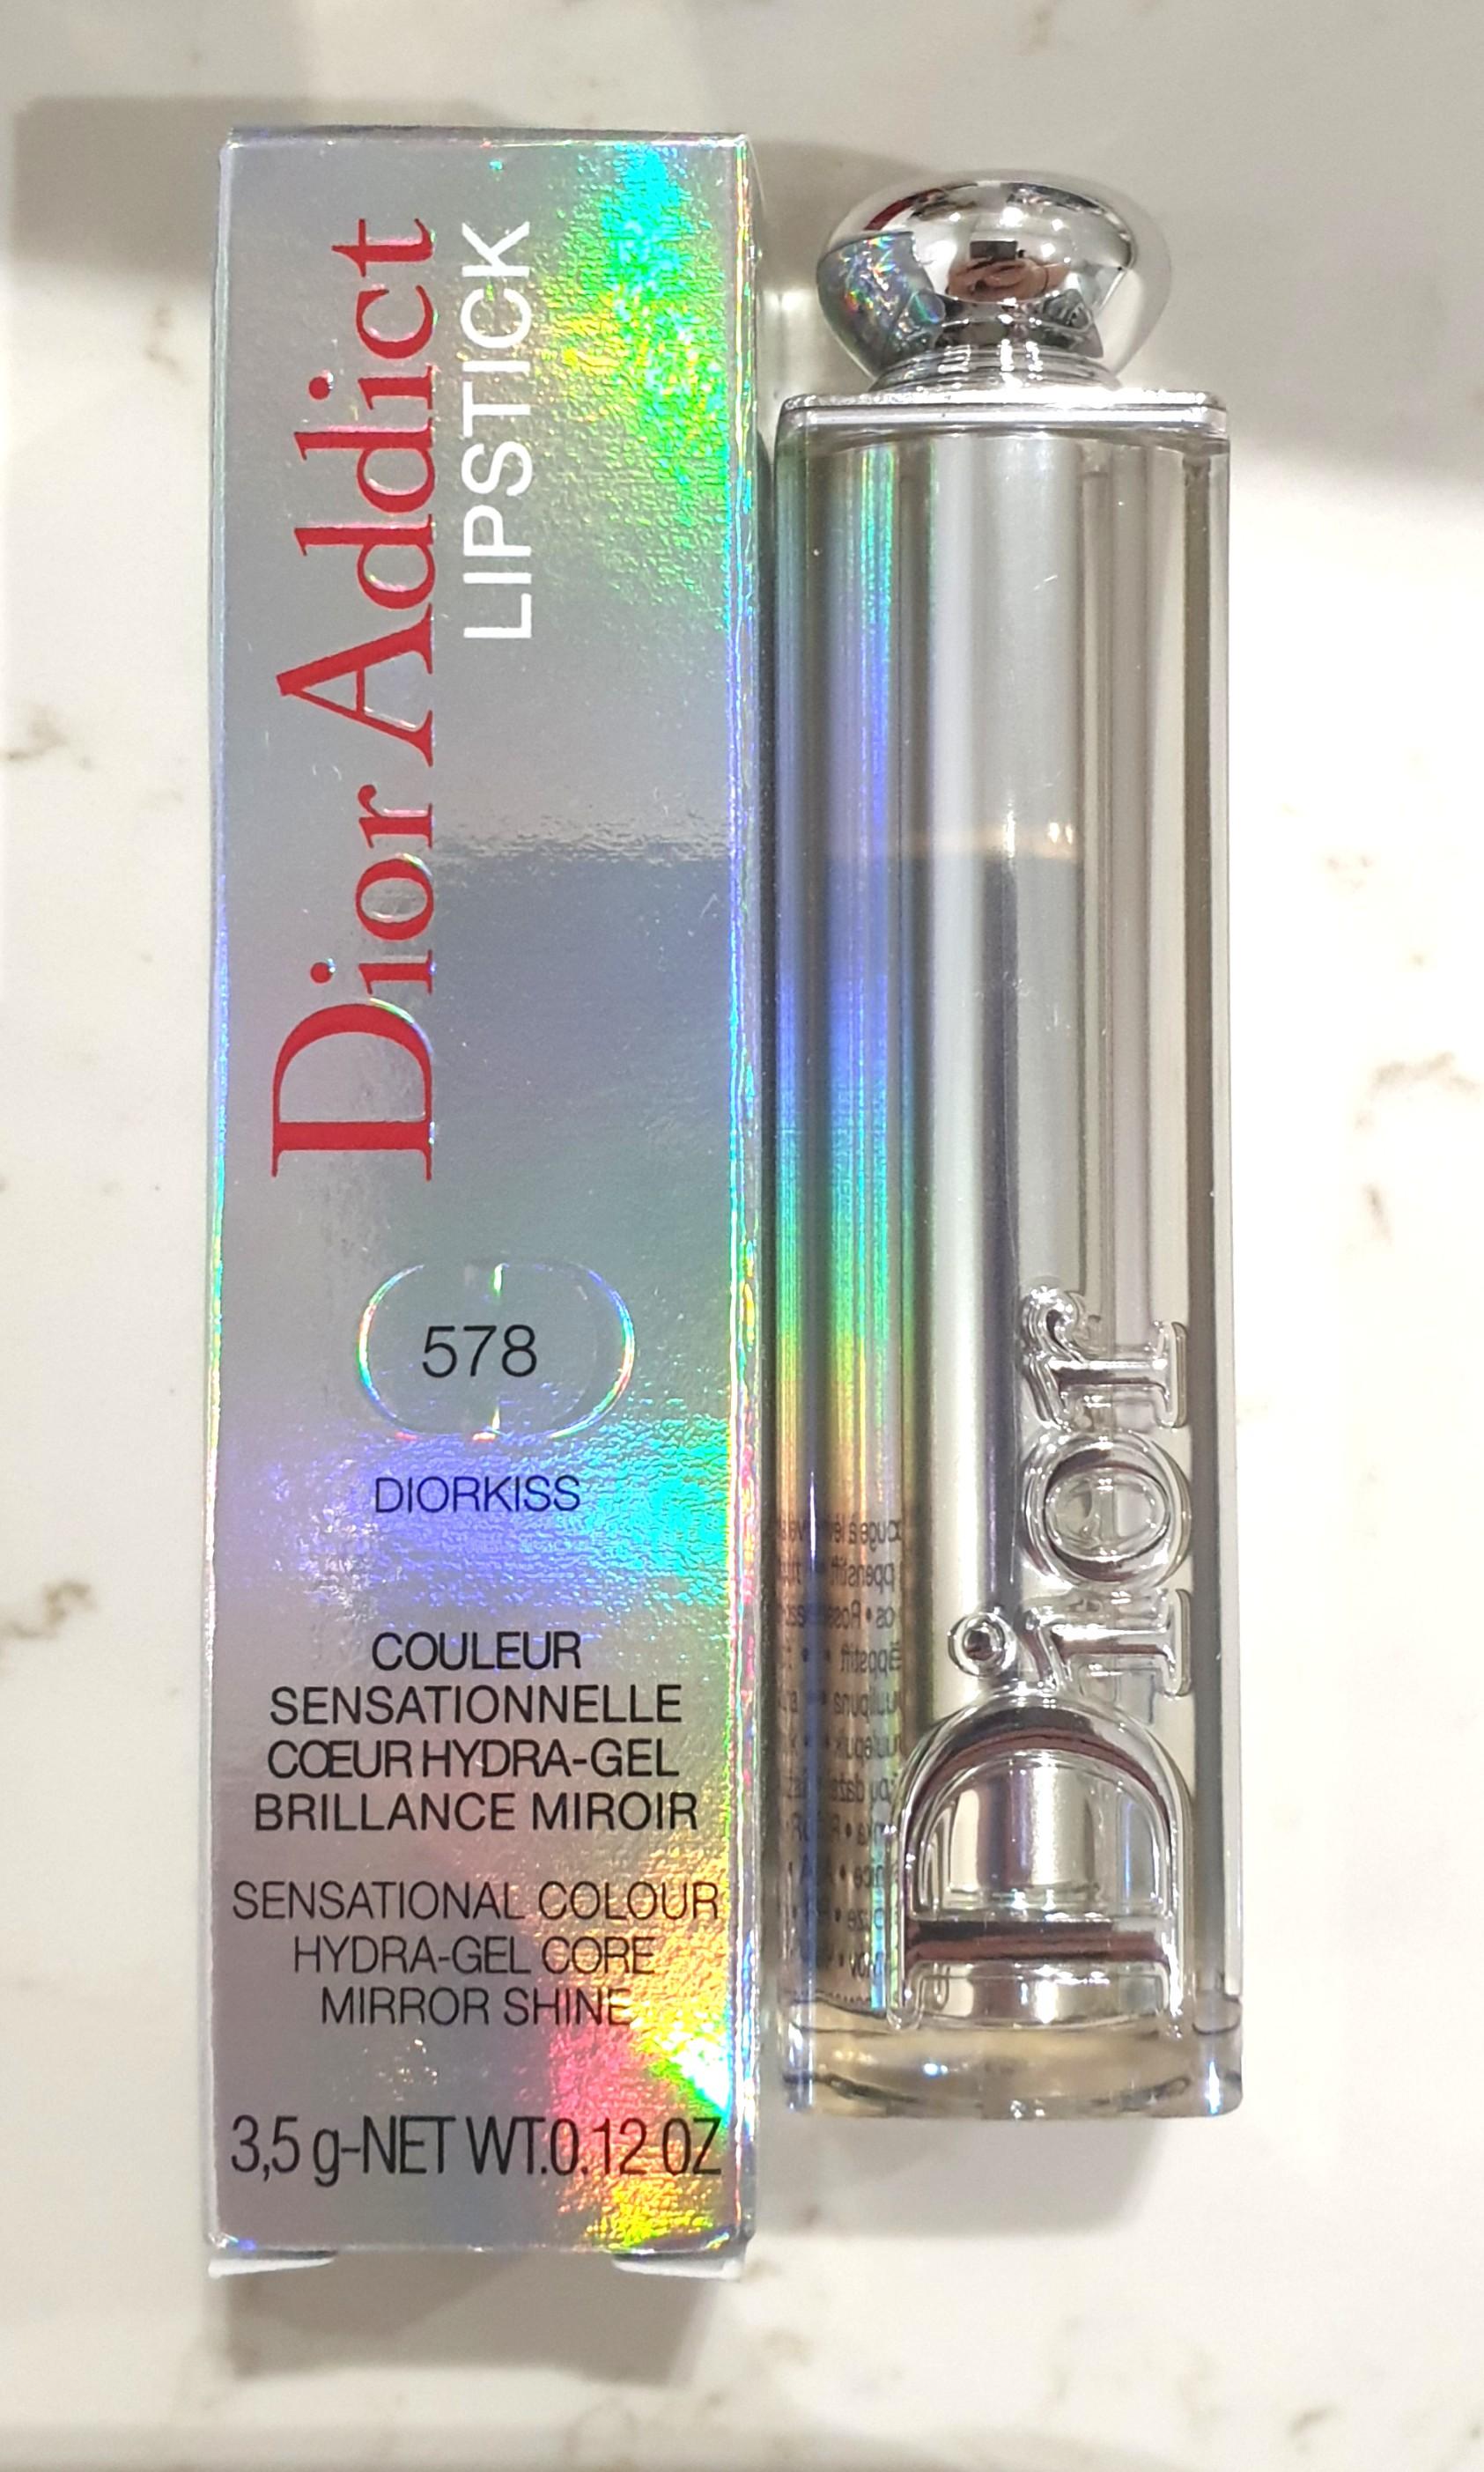 Dior Addict
LIPSTICK
578
DIORKISS
COULEUR
SENSATIONNELLE
CŒUR HYDRA-GEL
BRILLANCE MIROIR
SENSATIONAL COLOUR
HYDRA-GEL CORE
MIRROR SHINE
3,5 g-NET WT.0.12 OZ
Dior